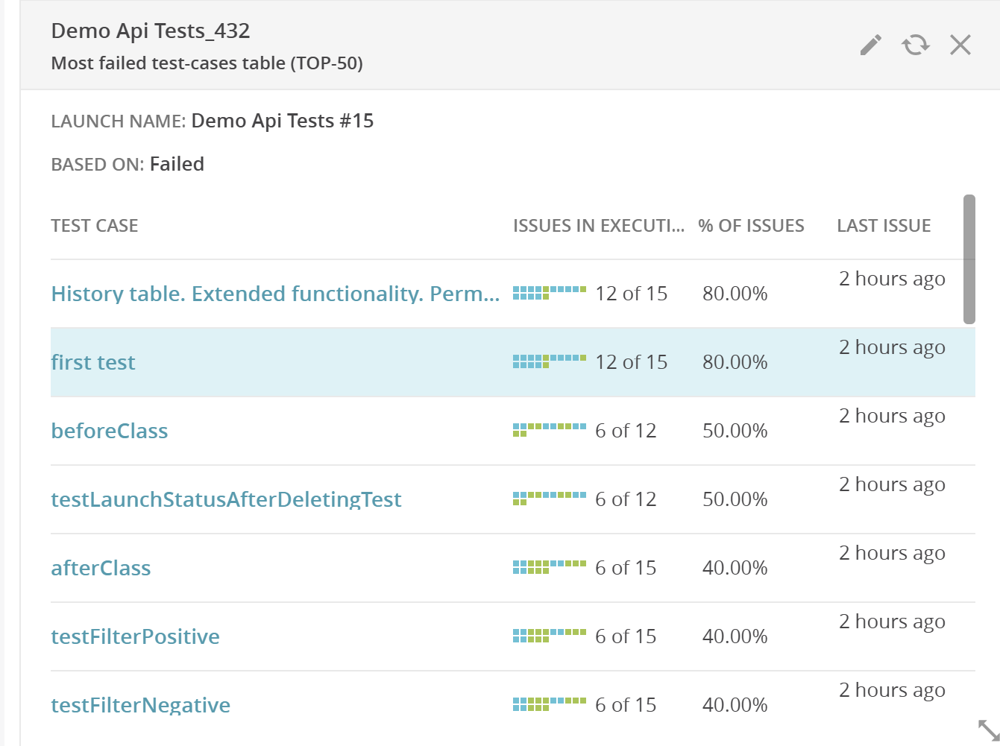 Demo Api Tests_432
Most failed test-cases table (TOP-50)
LAUNCH NAME: Demo Api Tests #15
BASED ON: Failed
TEST CASE ISSUES IN EXECUTI... % OF ISSUES LAST ISSUE
History table. Extended functionality. Perm... 12 of 15 80.00% 2 hours ago
first test 12 of 15 80.00% 2 hours ago
beforeClass 6 of 12 50.00% 2 hours ago
testLaunchStatusAfterDeletingTest 6 of 12 50.00% 2 hours ago
afterClass 6 of 15 40.00% 2 hours ago
testFilterPositive 6 of 15 40.00% 2 hours ago
testFilterNegative 6 of 15 40.00% 2 hours ago